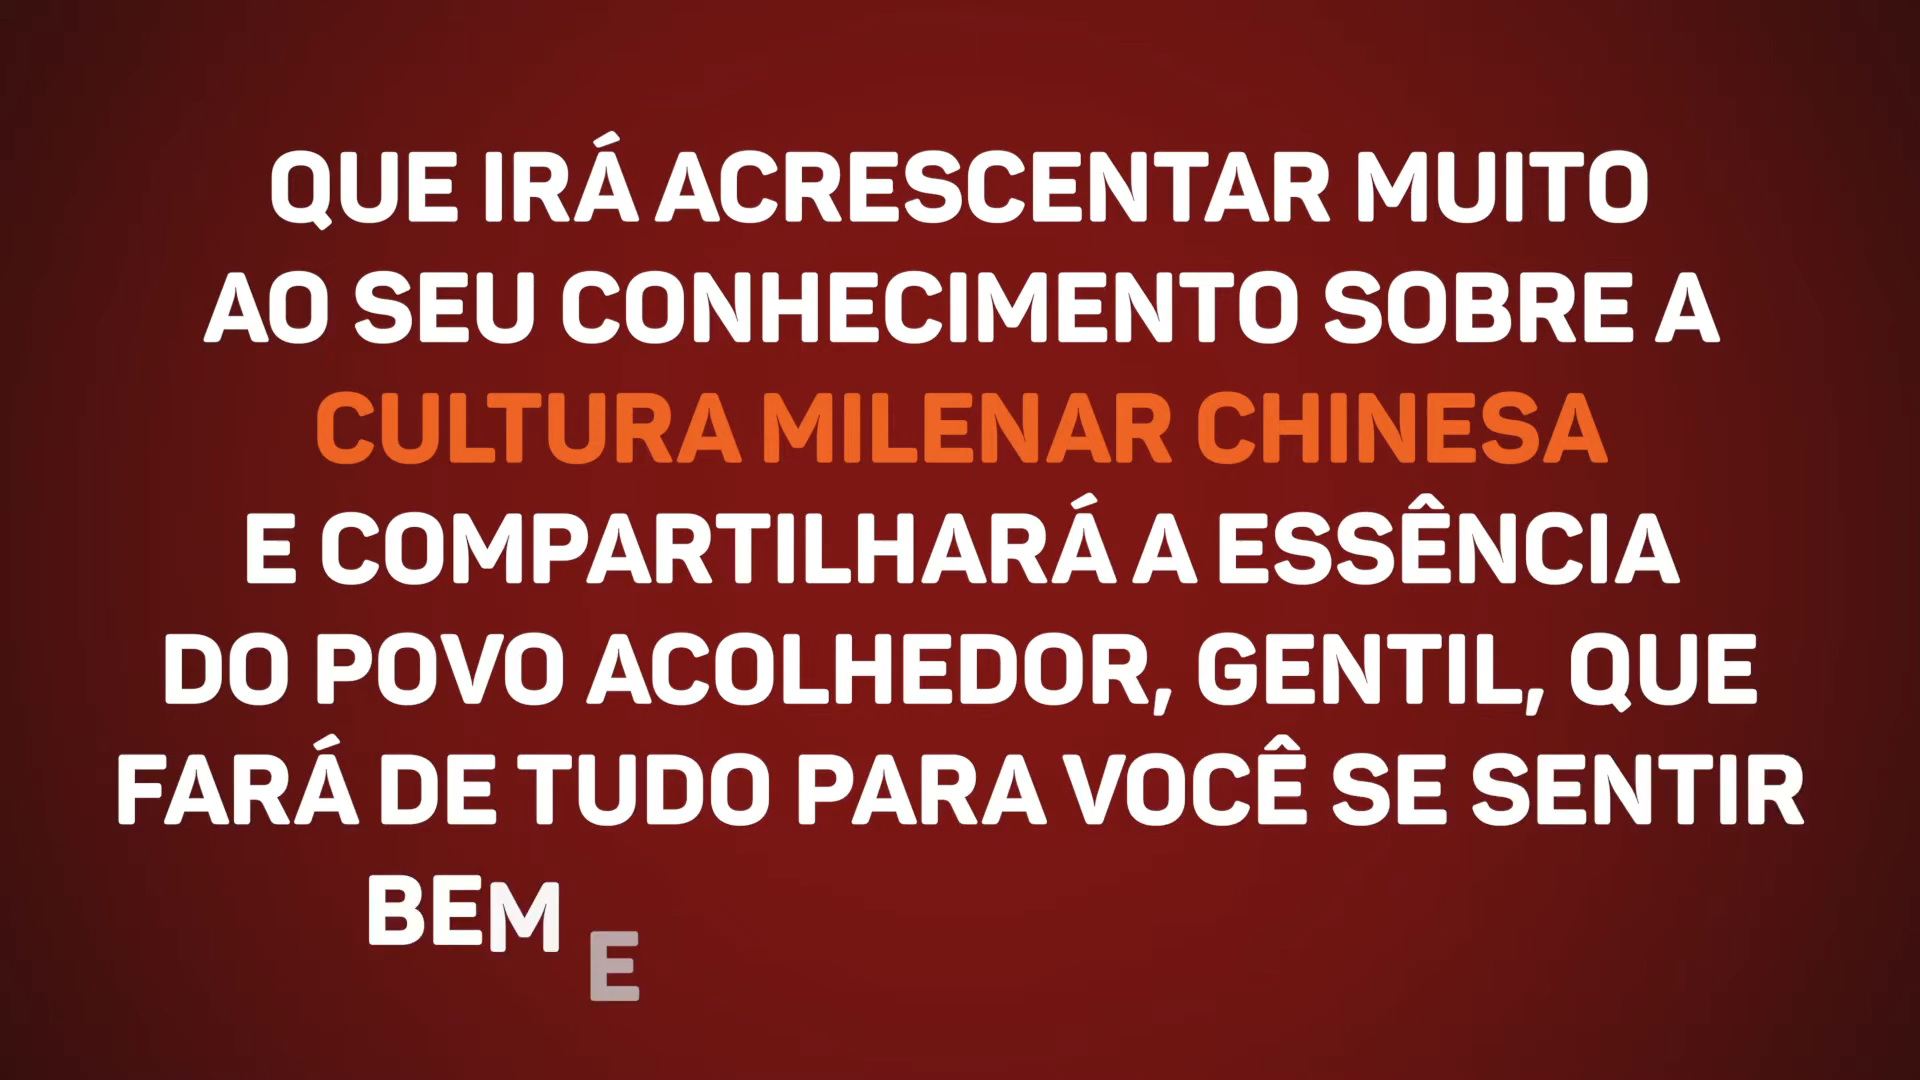 QUE IRÁ ACRESCENTAR MUITO
AO SEU CONHECIMENTO SOBRE A
CULTURA MILENAR CHINESA
E COMPARTILHARÁ A ESSÊNCIA
DO POVO ACOLHEDOR, GENTIL, QUE
FARÁ DE TUDO PARA VOCÊ SE SENTIR
BEM E